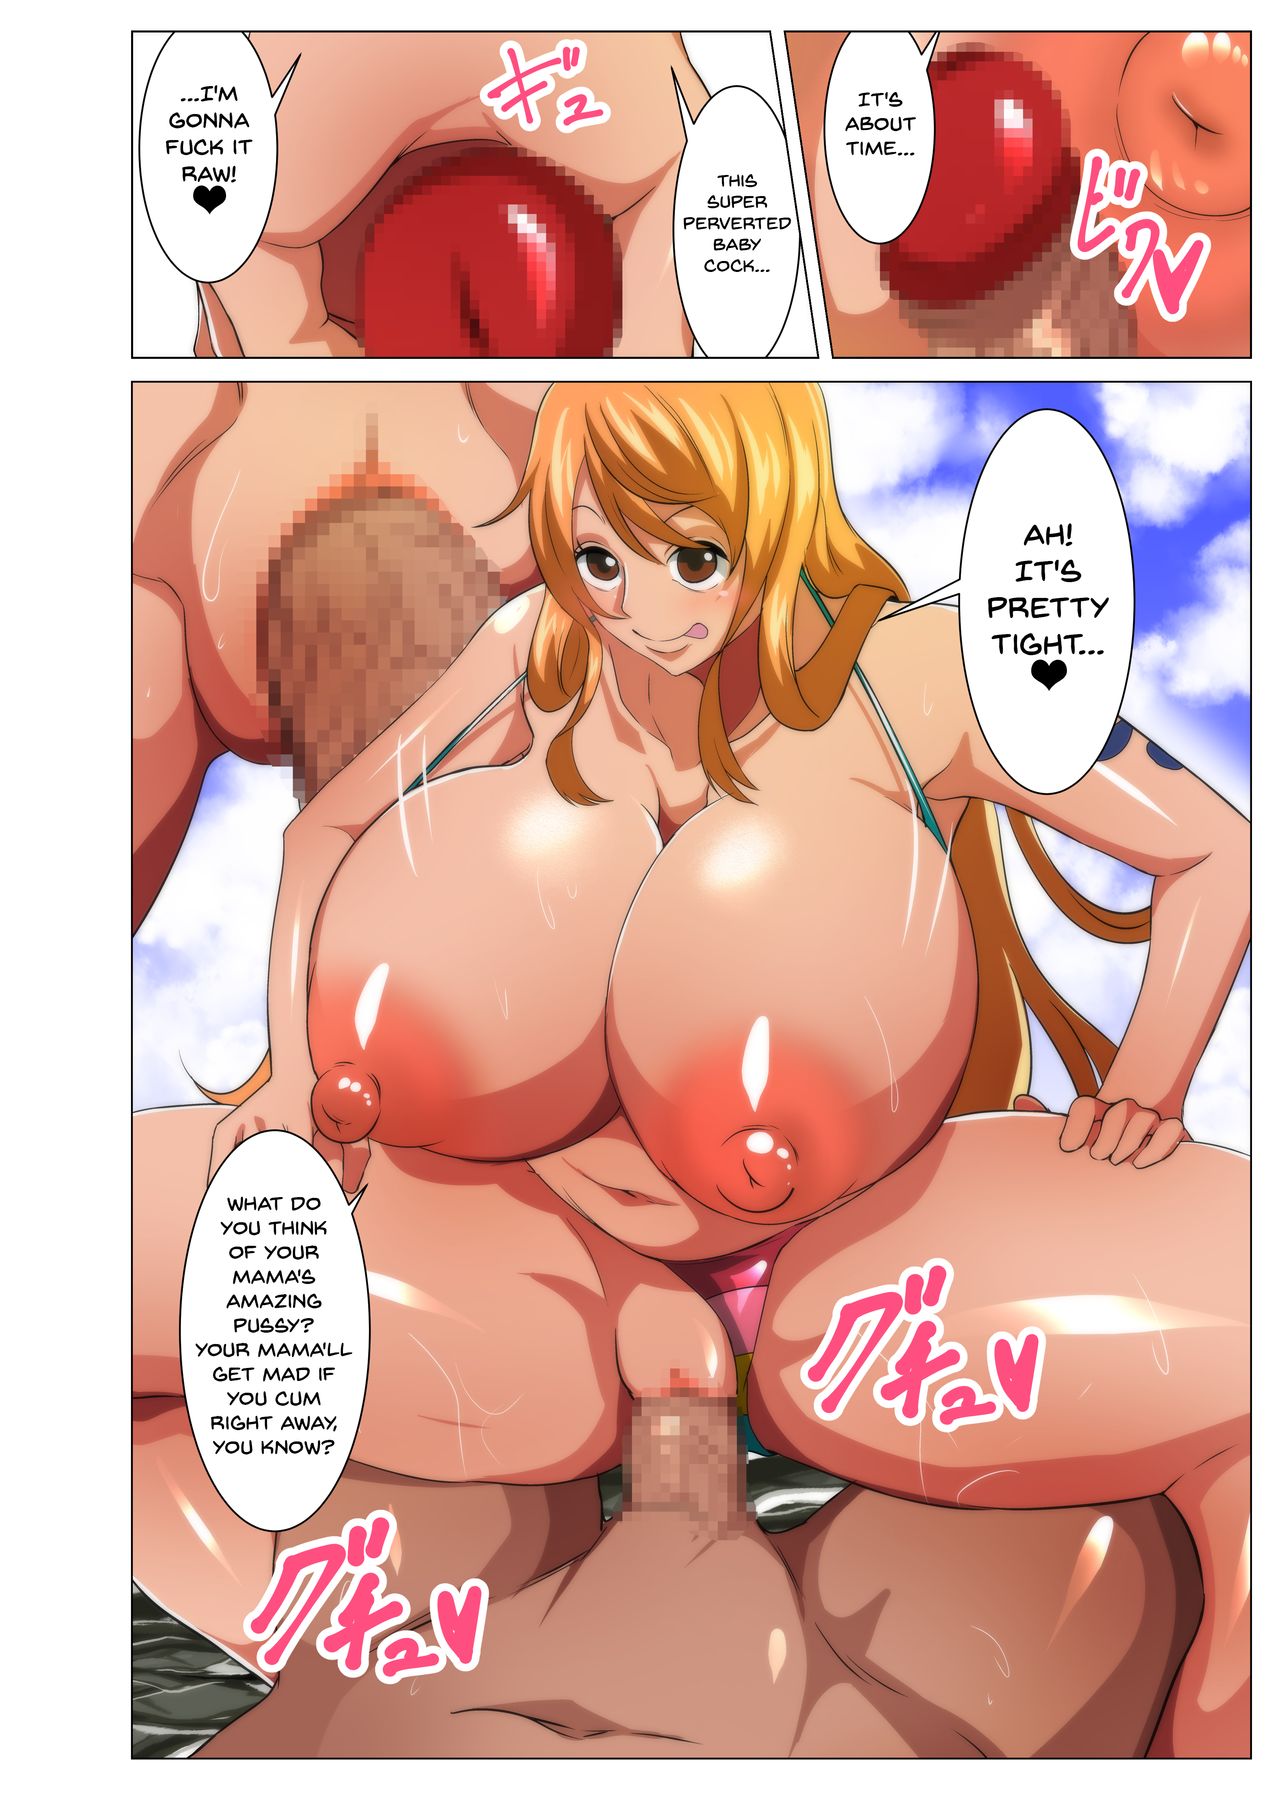 IT'S
ABOUT
TIME...
ビクッ
THIS
SUPER
PERVERTED
BABY
COCK...
ギュ
...I'M
GONNA
FUCK IT
RAW!
AH!
IT'S
PRETTY
TIGHT...
WHAT DO
YOU THINK
OF YOUR
MAMA'S
AMAZING
PUSSY?
YOUR MAMA'LL
GET MAD IF
YOU CUM
RIGHT AWAY,
YOU KNOW?
グチュ
グチュ